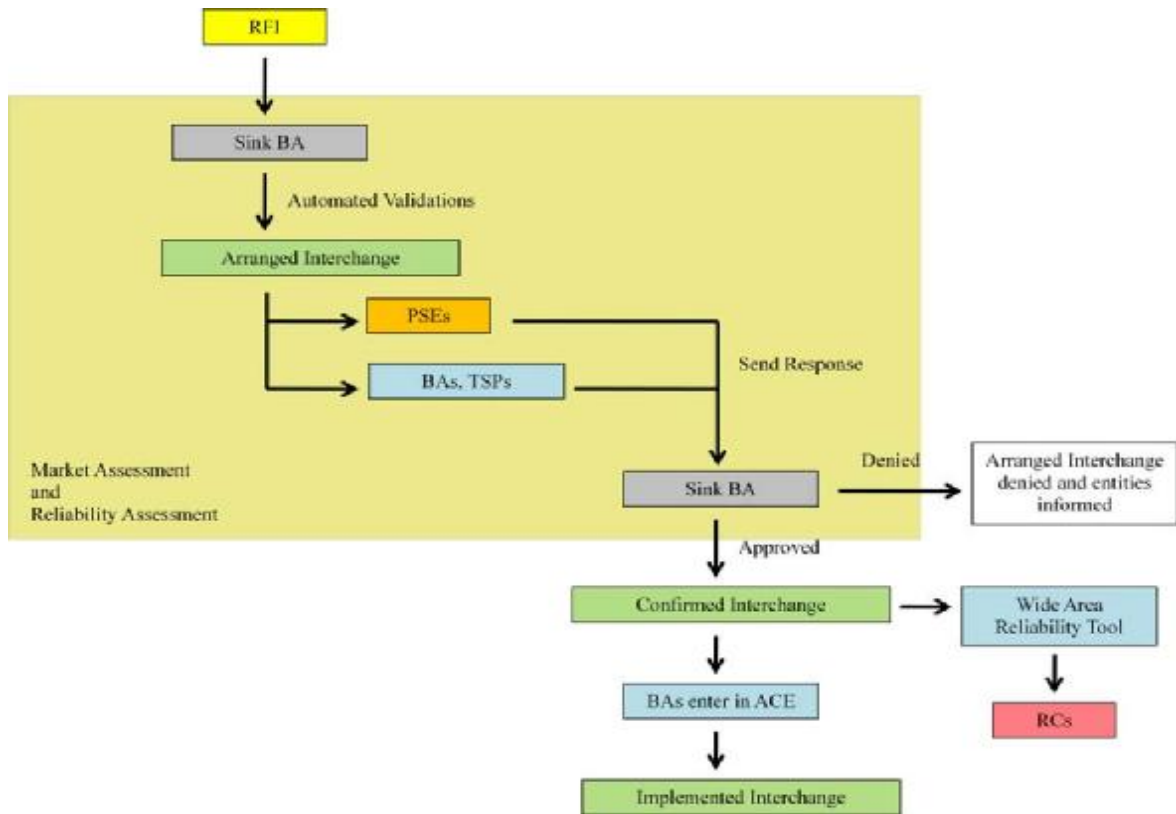 RFI
Sink BA
Automated Validations
Arranged Interchange
PSEs
BAs, TSPs
Send Response
Market Assessment
and
Reliability Assessment
Sink BA
Denied
Arranged Interchange
denied and entities
informed
Approved
Confirmed Interchange
Wide Area
Reliability Tool
BAs enter in ACE
RCs
Implemented Interchange